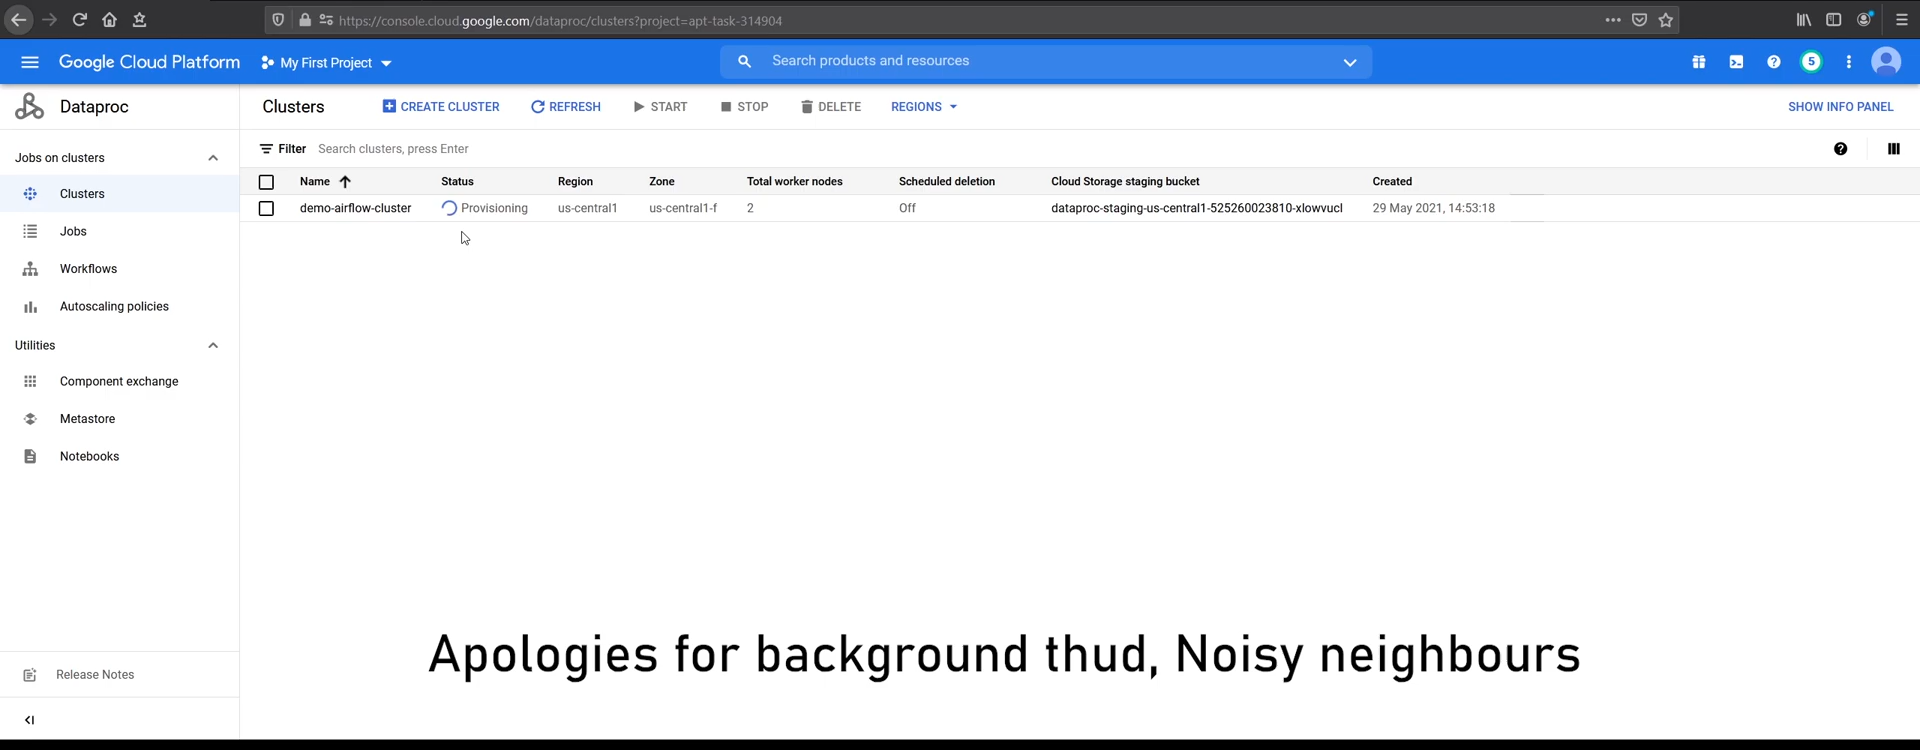 https://console.cloud.google.com/dataproc/clusters?project=apt-task-314904
Google Cloud Platform My First Project Search products and resources 5
Dataproc Clusters CREATE CLUSTER REFRESH START STOP DELETE REGIONS SHOW INFO PANEL
Jobs on clusters
Clusters
Jobs
Workflows
Autoscaling policies
Utilities
Component exchange
Metastore
Notebooks
Release Notes
Filter Search clusters, press Enter
Name Status Region Zone Total worker nodes Scheduled deletion Cloud Storage staging bucket Created
demo-airflow-cluster Provisioning us-central1 us-central1-f 2 Off dataproc-staging-us-central1-525260023810-xlowvucl 29 May 2021, 14:53:18
Apologies for background thud, Noisy neighbours